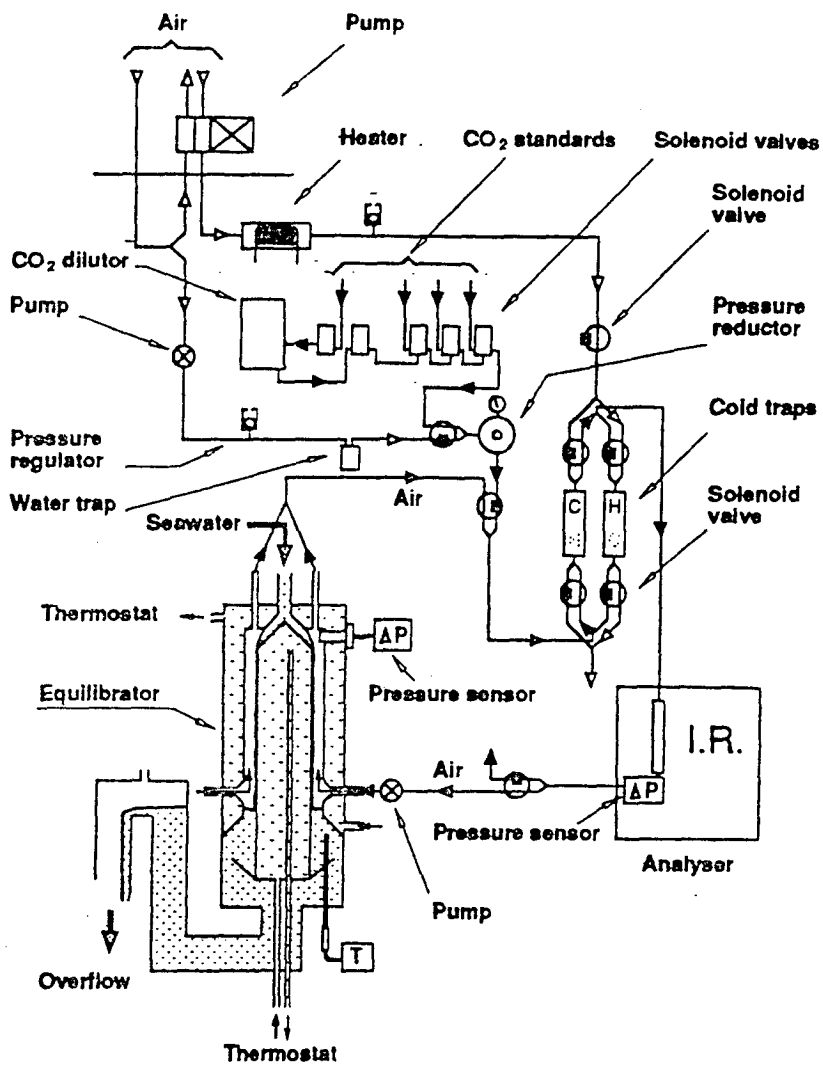 Air
Pump
Heater
CO₂ standards
Solenoid valves
Solenoid
valve
CO₂ dilutor
Pump
Pressure
reductor
Cold traps
Pressure
regulator
Water trap
Air
Seawater
C
H
Solenoid
valve
Thermostat
ΔP
Pressure sensor
Equilibrator
I.R.
Air
ΔP
Pressure sensor
Analyser
Pump
T
Overflow
Thermostat